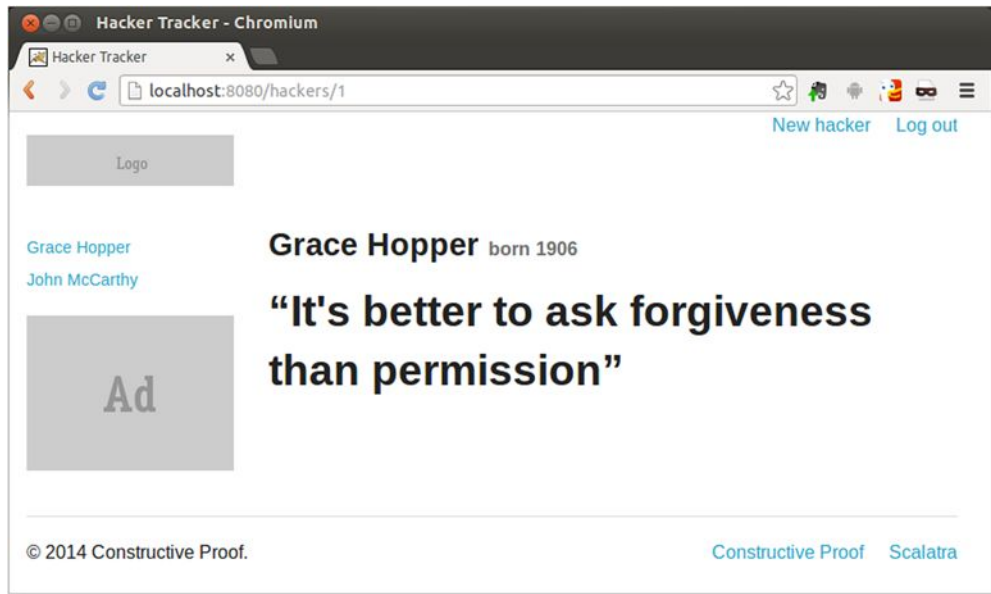 Hacker Tracker - Chromium
Hacker Tracker
localhost:8080/hackers/1
New hacker Log out
Logo
Grace Hopper
John McCarthy
Grace Hopper born 1906
“It's better to ask forgiveness
than permission”
Ad
© 2014 Constructive Proof.
Constructive Proof Scalatra